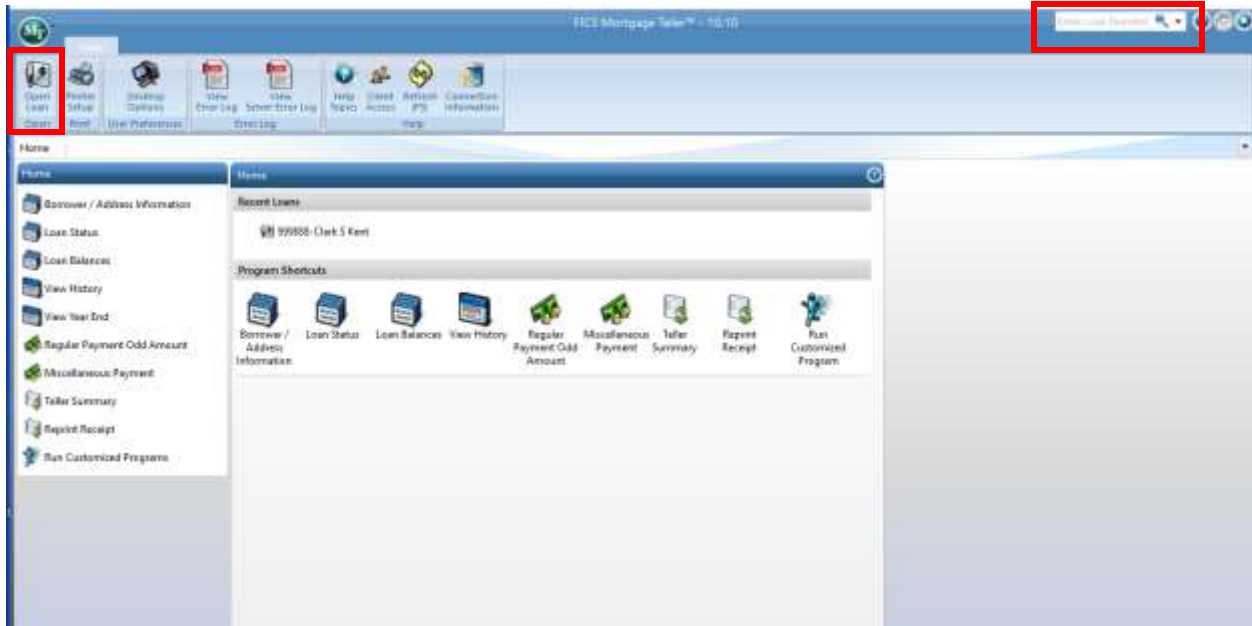 FICS Mortgage Teller™ - 10.10
Open Loan
Printer Setup
Desktop Options
View Error Log
View Server Error Log
Help Topics
Refresh
Connection Information
Open
Print
User Preferences
Error Log
Help
Home
Home
Borrower / Address Information
Loan Status
Loan Balances
View History
View Year End
Regular Payment Odd Amount
Miscellaneous Payment
Teller Summary
Reprint Receipt
Run Customized Programs
Home
Recent Loans
999888- Clark S Kent
Program Shortcuts
Borrower / Address Information
Loan Status
Loan Balances
View History
Regular Payment Odd Amount
Miscellaneous Payment
Teller Summary
Reprint Receipt
Run Customized Program